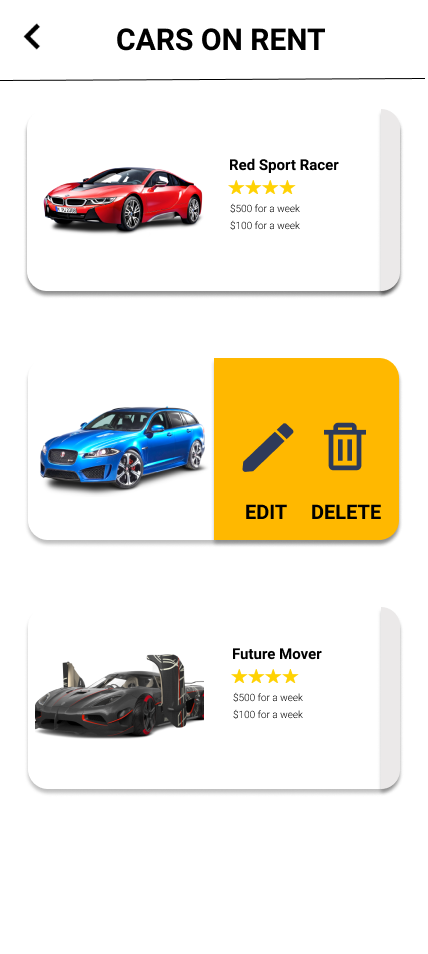 CARS ON RENT
Red Sport Racer
$500 for a week
$100 for a week
EDIT DELETE
Future Mover
$500 for a week
$100 for a week